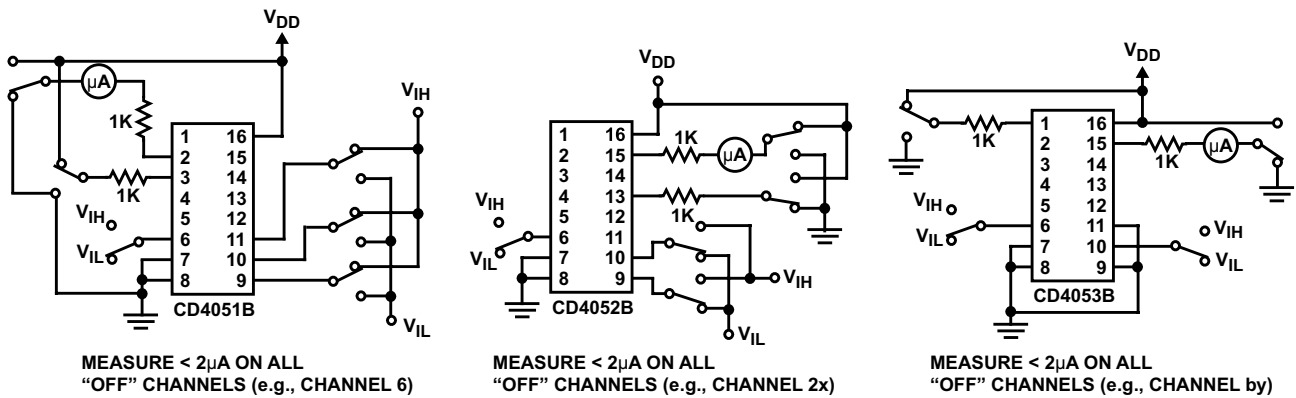 VDD
µA
1K
1K
VIH
VIL
VIH
VIL
1 16
2 15
3 14
4 13
5 12
6 11
7 10
8 9
CD4051B
MEASURE < 2µA ON ALL
“OFF” CHANNELS (e.g., CHANNEL 6)
VDD
1K
µA
1K
VIH
VIL
VIH
VIL
1 16
2 15
3 14
4 13
5 12
6 11
7 10
8 9
CD4052B
MEASURE < 2µA ON ALL
“OFF” CHANNELS (e.g., CHANNEL 2x)
VDD
1K
1K
µA
VIH
VIL
VIH
VIL
1 16
2 15
3 14
4 13
5 12
6 11
7 10
8 9
CD4053B
MEASURE < 2µA ON ALL
“OFF” CHANNELS (e.g., CHANNEL by)